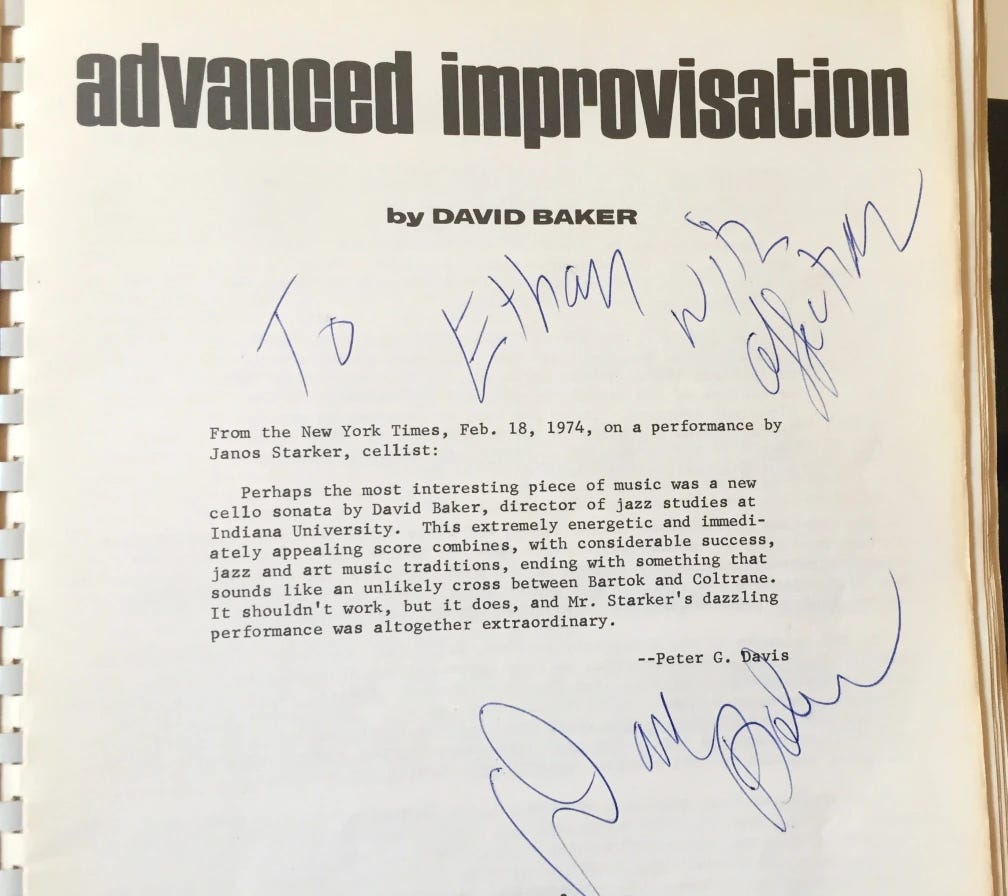 advanced improvisation
by DAVID BAKER
To Ethan with
affection
From the New York Times, Feb. 18, 1974, on a performance by
Janos Starker, cellist:
Perhaps the most interesting piece of music was a new
cello sonata by David Baker, director of jazz studies at
Indiana University. This extremely energetic and immedi-
ately appealing score combines, with considerable success,
jazz and art music traditions, ending with something that
sounds like an unlikely cross between Bartok and Coltrane.
It shouldn't work, but it does, and Mr. Starker's dazzling
performance was altogether extraordinary.
--Peter G. Davis
Dave Baker